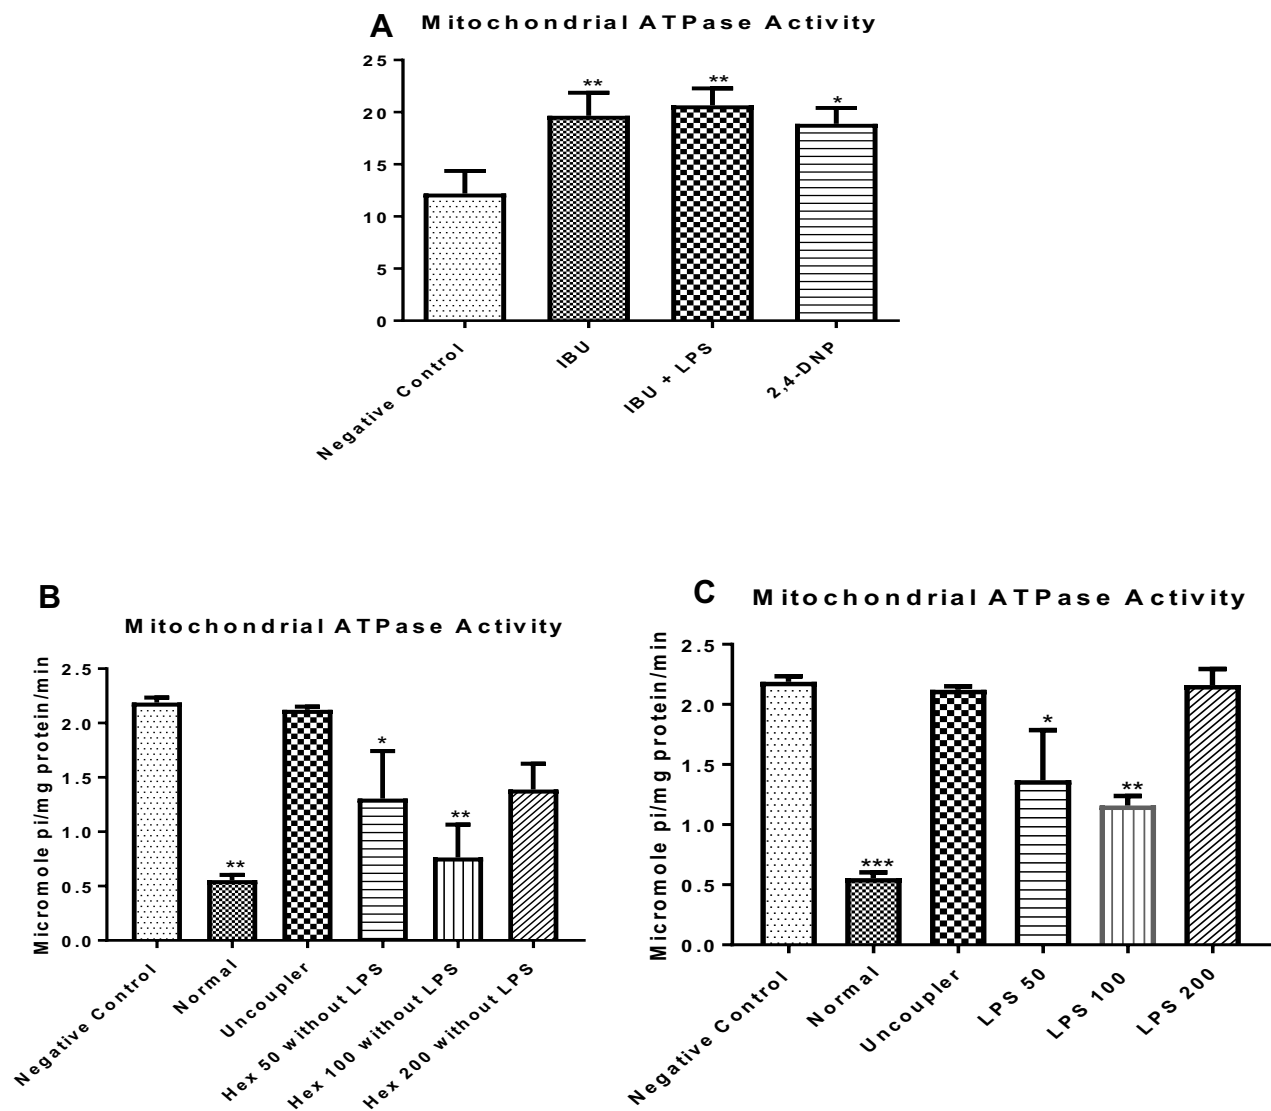 A Mitochondrial ATPase Activity
25
20
15
10
5
0
** ** *
Negative Control
IBU
IBU + LPS
2,4-DNP
B
Mitochondrial ATPase Activity
Micromole pi/mg protein/min
2.5
2.0
1.5
1.0
0.5
0.0
** * **
Negative Control
Normal
Uncoupler
Hex 50 without LPS
Hex 100 without LPS
Hex 200 without LPS
C Mitochondrial ATPase Activity
Micromole pi/mg protein/min
2.5
2.0
1.5
1.0
0.5
0.0
*** * **
Negative Control
Normal
Uncoupler
LPS 50
LPS 100
LPS 200